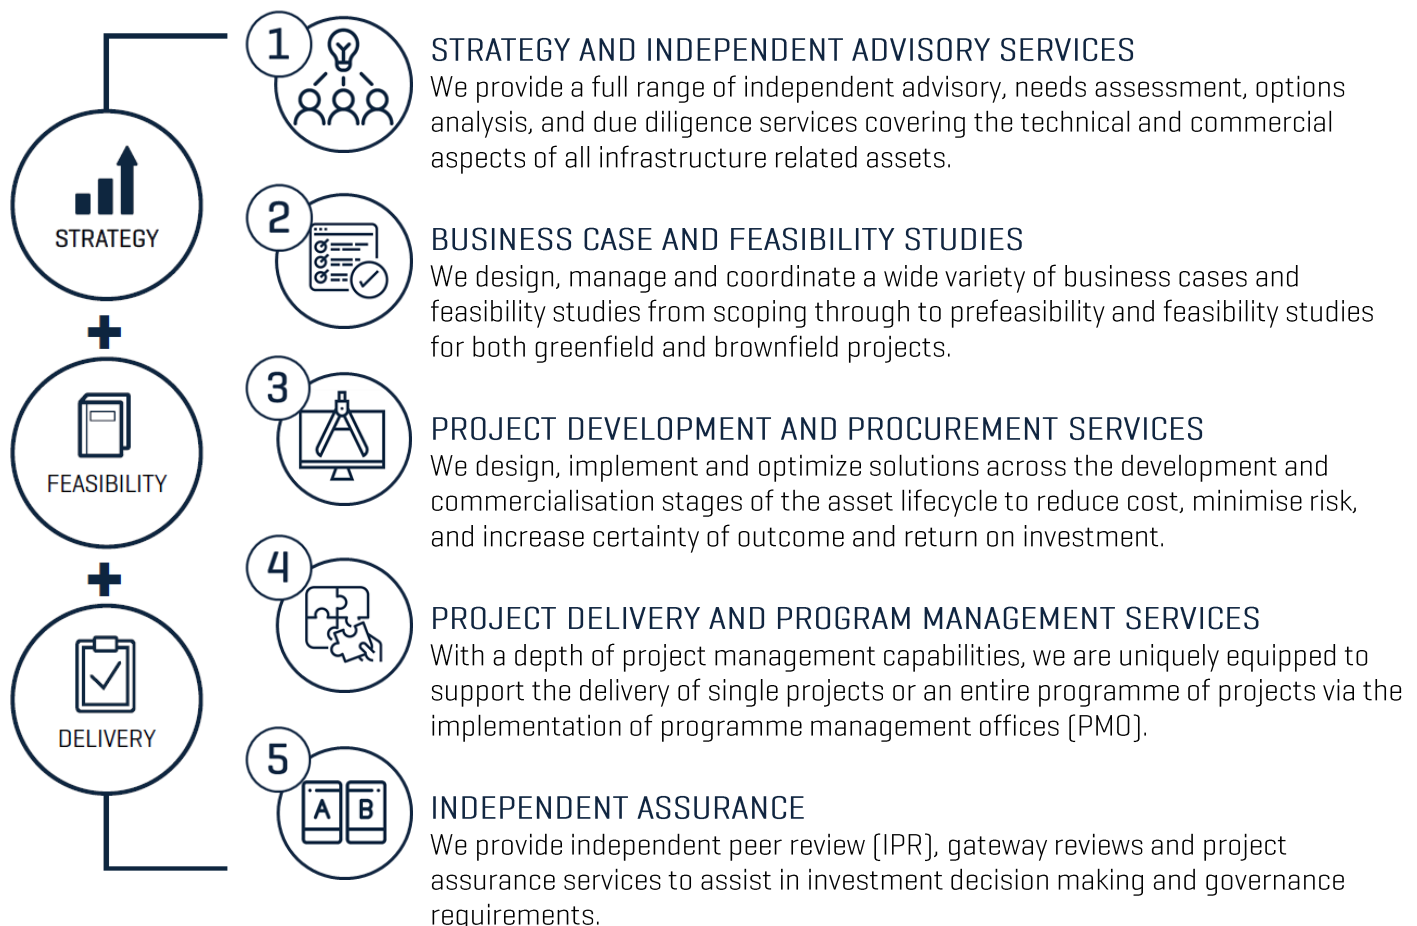 STRATEGY
FEASIBILITY
DELIVERY
1
STRATEGY AND INDEPENDENT ADVISORY SERVICES
We provide a full range of independent advisory, needs assessment, options
analysis, and due diligence services covering the technical and commercial
aspects of all infrastructure related assets.
2
BUSINESS CASE AND FEASIBILITY STUDIES
We design, manage and coordinate a wide variety of business cases and
feasibility studies from scoping through to prefeasibility and feasibility studies
for both greenfield and brownfield projects.
3
PROJECT DEVELOPMENT AND PROCUREMENT SERVICES
We design, implement and optimize solutions across the development and
commercialisation stages of the asset lifecycle to reduce cost, minimise risk,
and increase certainty of outcome and return on investment.
4
PROJECT DELIVERY AND PROGRAM MANAGEMENT SERVICES
With a depth of project management capabilities, we are uniquely equipped to
support the delivery of single projects or an entire programme of projects via the
implementation of programme management offices (PMO).
5
A B
INDEPENDENT ASSURANCE
We provide independent peer review (IPR), gateway reviews and project
assurance services to assist in investment decision making and governance
requirements.